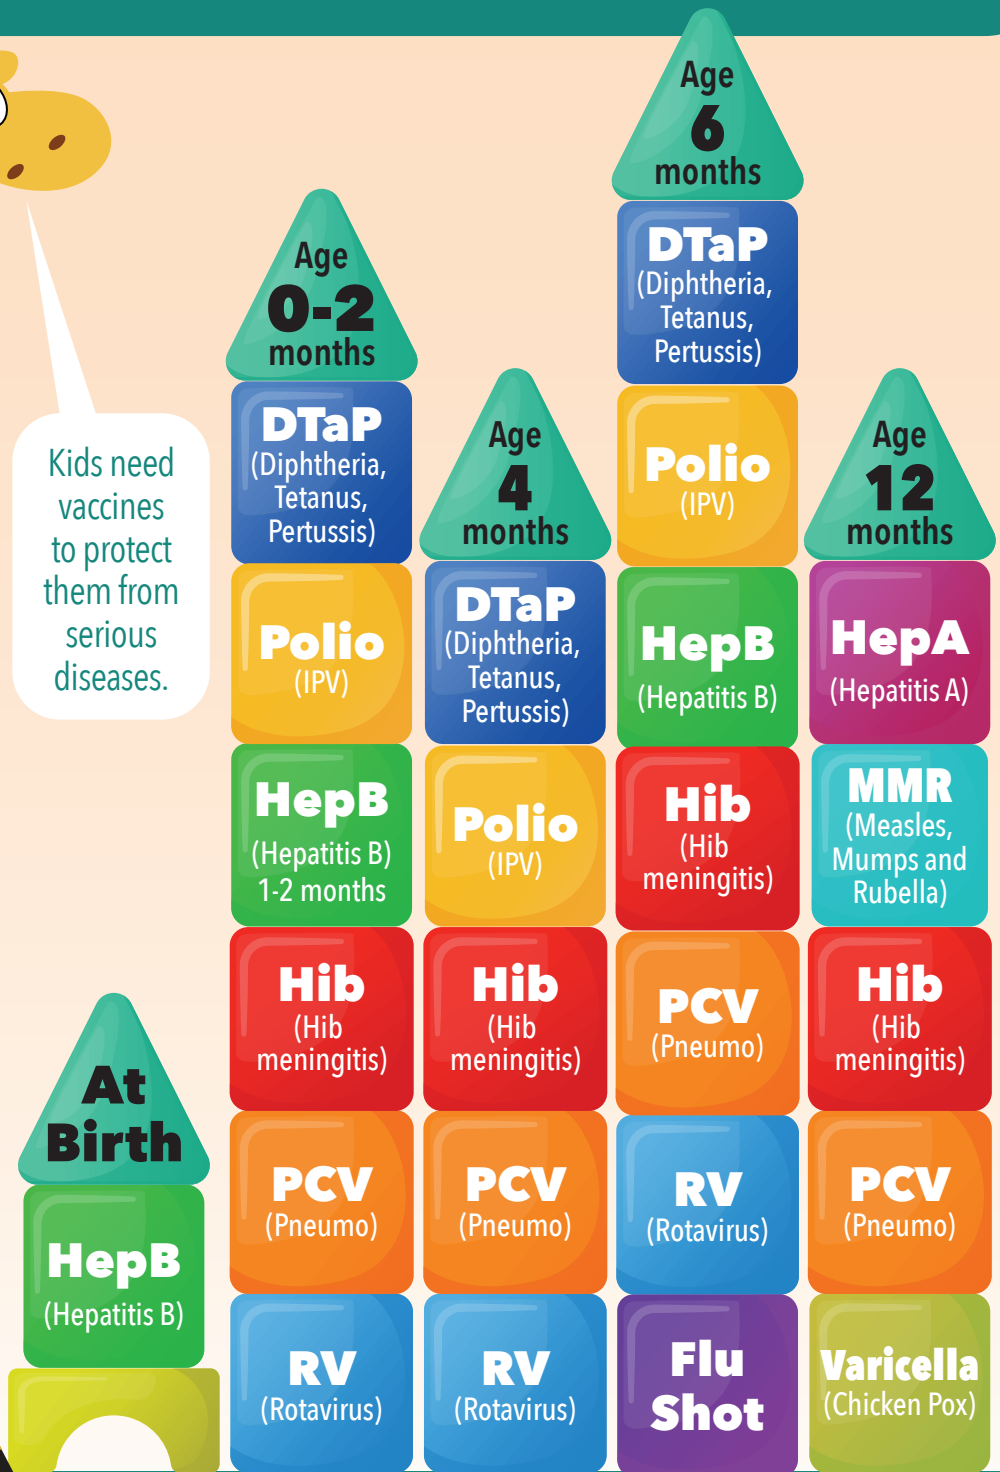 Kids need
vaccines
to protect
them from
serious
diseases.
At
Birth
HepB
(Hepatitis B)
Age
0-2
months
DTaP
(Diphtheria,
Tetanus,
Pertussis)
Polio
(IPV)
HepB
(Hepatitis B)
1-2 months
Hib
(Hib
meningitis)
PCV
(Pneumo)
RV
(Rotavirus)
Age
4
months
DTaP
(Diphtheria,
Tetanus,
Pertussis)
Polio
(IPV)
Hib
(Hib
meningitis)
PCV
(Pneumo)
RV
(Rotavirus)
Age
6
months
DTaP
(Diphtheria,
Tetanus,
Pertussis)
Polio
(IPV)
HepB
(Hepatitis B)
Hib
(Hib
meningitis)
PCV
(Pneumo)
RV
(Rotavirus)
Flu
Shot
Age
12
months
HepA
(Hepatitis A)
MMR
(Measles,
Mumps and
Rubella)
Hib
(Hib
meningitis)
PCV
(Pneumo)
Varicella
(Chicken Pox)